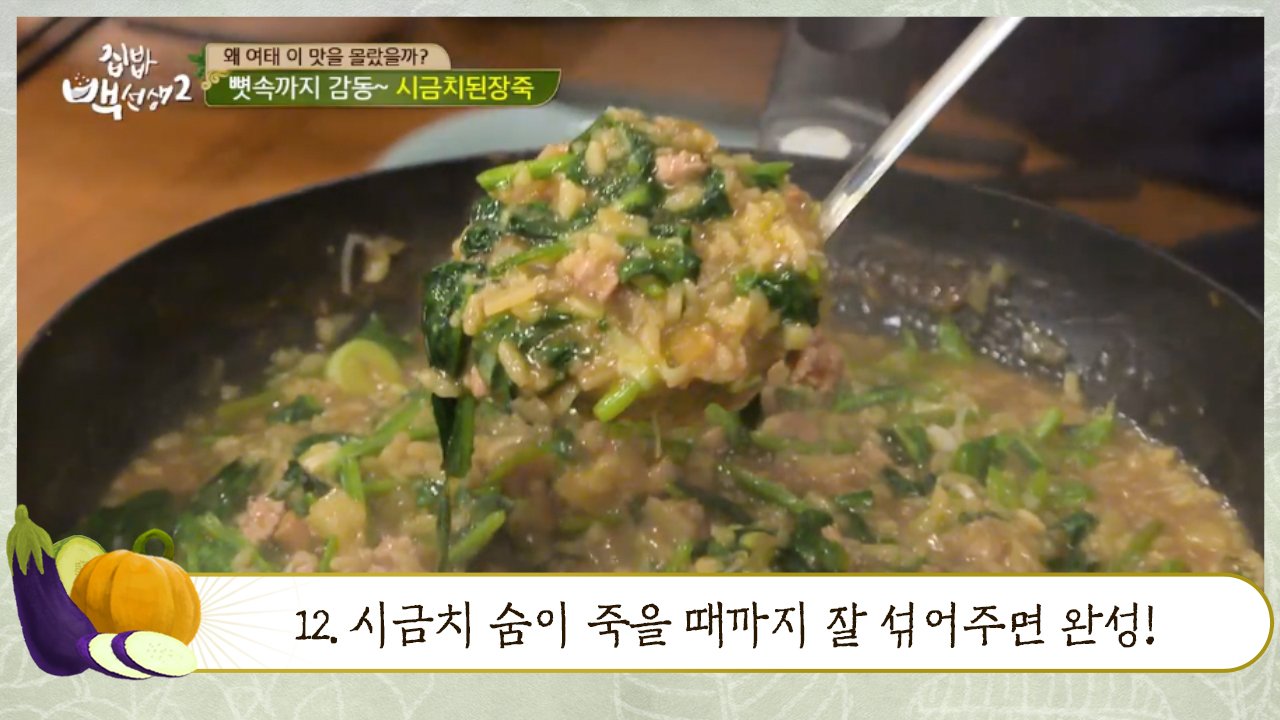 집밥
백선생2
왜 여태 이 맛을 몰랐을까?
뼛속까지 감동~ 시금치된장죽
12. 시금치 숨이 죽을 때까지 잘 섞어주면 완성!